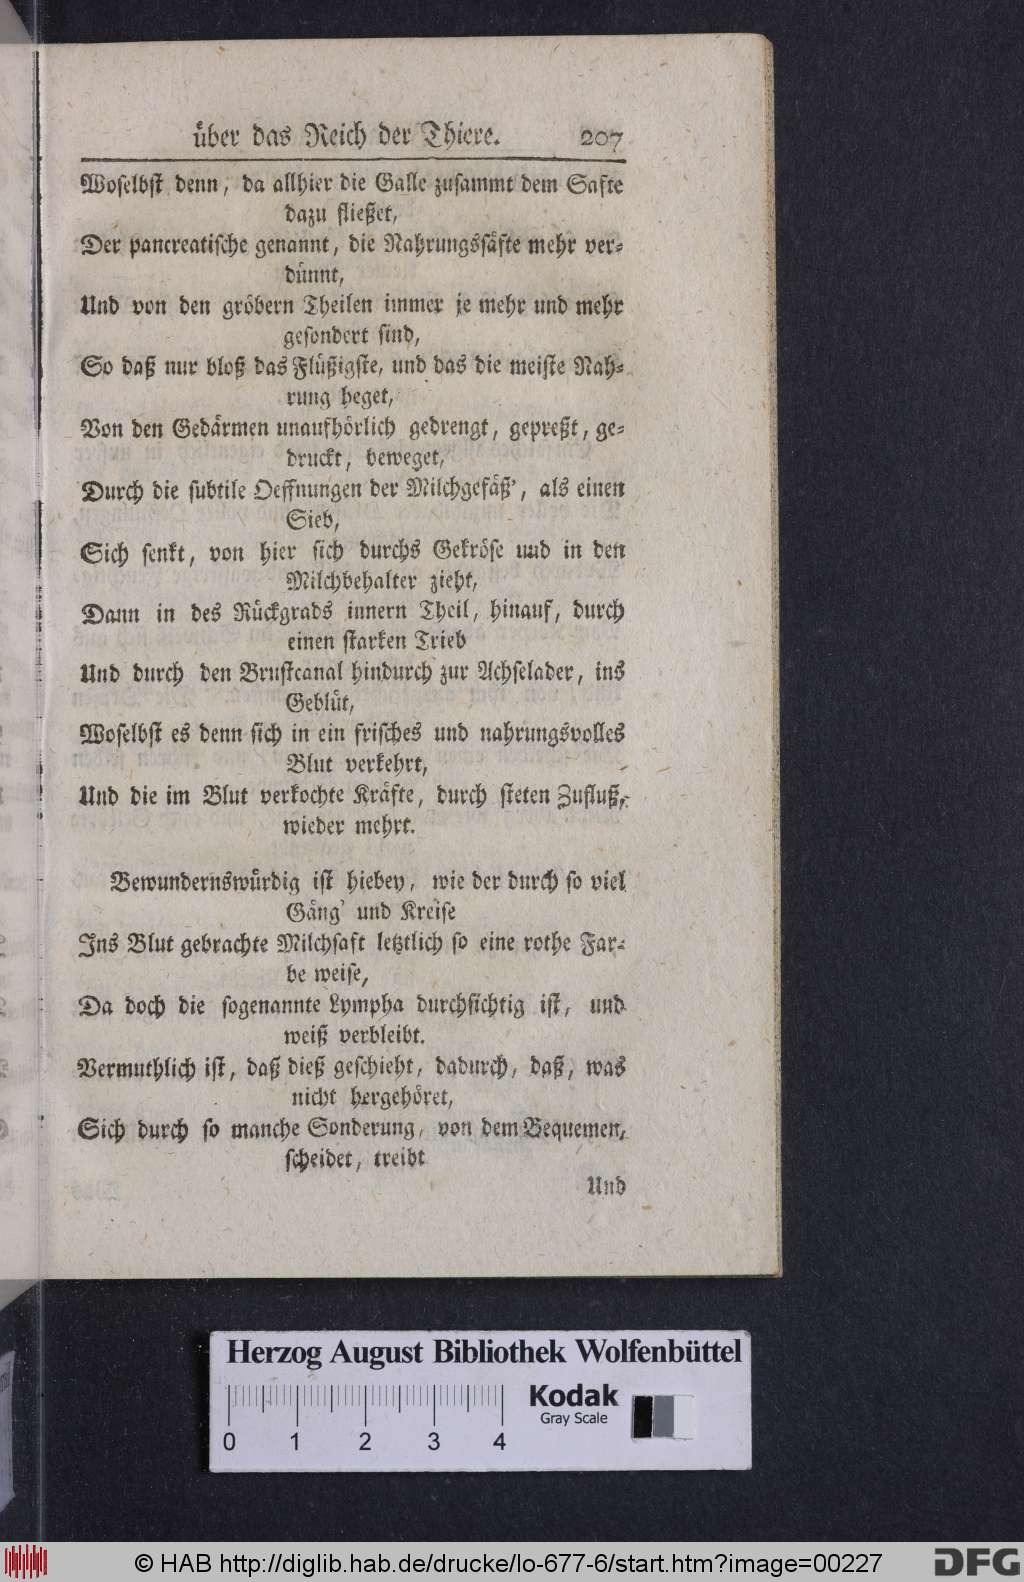 über das Reich der Thiere. 207
Woselbst denn, da allhier die Galle zusammt dem Safte
dazu fließet,
Der pancreatische genannt, die Nahrungssäfte mehr ver-
dünnt,
Und von den gröbern Theilen immer je mehr und mehr
gesondert sind,
So daß nur bloß das Flüßigste, und das die meiste Nah-
rung heget,
Von den Gedärmen unaufhörlich gedrengt, gepreßt, ge-
druckt, beweget,
Durch die subtile Oeffnungen der Milchgefäß', als einen
Sieb,
Sich senkt, von hier sich durchs Gekröse und in den
Milchbehalter zieht,
Dann in des Rückgrads innern Theil, hinauf, durch
einen starken Trieb
Und durch den Brustcanal hindurch zur Achselader, ins
Geblüt,
Woselbst es denn sich in ein frisches und nahrungsvolles
Blut verkehrt,
Und die im Blut verkochte Kräfte, durch steten Zufluß,
wieder mehrt.
Bewundernswürdig ist hiebey, wie der durch so viel
Gäng' und Kreise
Ins Blut gebrachte Milchsaft letztlich so eine rothe Far-
be weise,
Da doch die sogenannte Lympha durchsichtig ist, und
weiß verbleibt.
Vermuthlich ist, daß dieß geschieht, dadurch, daß, was
nicht hergehöret,
Sich durch so manche Sonderung, von dem Bequemen,
scheidet, treibt
Und
Herzog August Bibliothek Wolfenbüttel
Kodak
Gray Scale
0 1 2 3 4
© HAB http://diglib.hab.de/drucke/lo-677-6/start.htm?image=00227
DFG